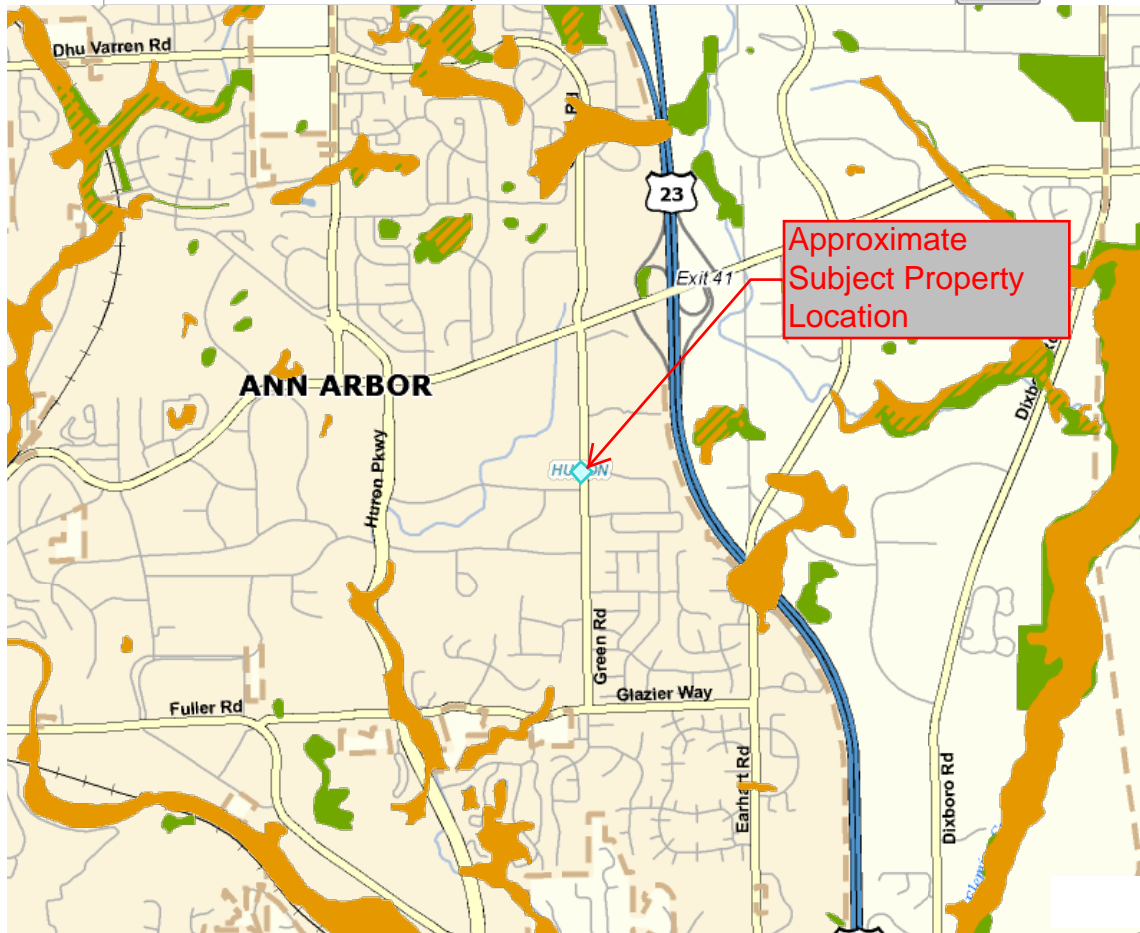 Dhu Varren Rd
Rd
23
Approximate
Subject Property
Location
Exit 41
ANN ARBOR
Huron Pkwy
Green Rd
Glazier Way
Fuller Rd
Earhart Rd
Dixboro Rd